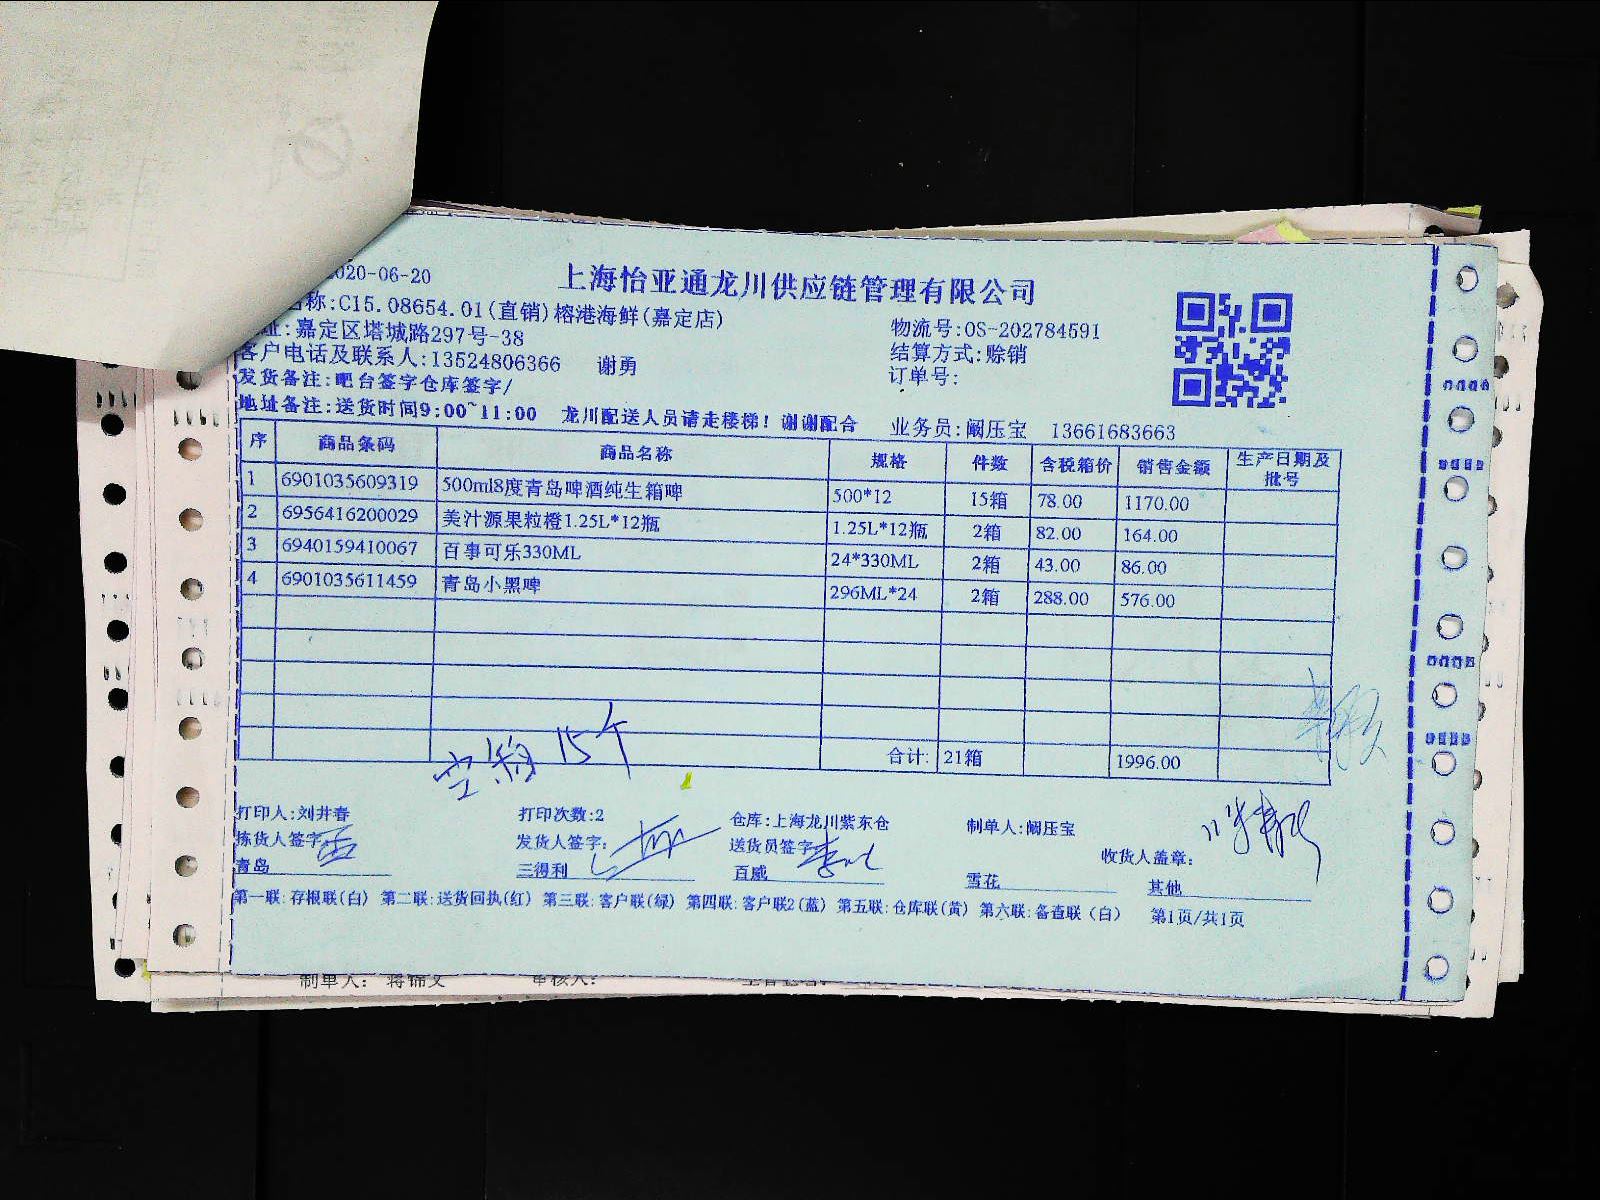 2020-06-20
上海怡亚通龙川供应链管理有限公司
名称:C15.08654.01(直销)榕港海鲜(嘉定店)
物流号:OS-202784591
址:嘉定区塔城路297号-38
结算方式:赊销
客户电话及联系人:13524806366 谢勇
订单号:
发货备注:吧台签字仓库签字/
地址备注:送货时间9:00~11:00 龙川配送人员请走楼梯！谢谢配合
业务员:阚压宝 13661683663
序 商品条码 商品名称 规格 件数 含税箱价 销售金额 生产日期及批号
1 6901035609319 500ml8度青岛啤酒纯生箱啤 500*12 15箱 78.00 1170.00
2 6956416200029 美汁源果粒橙1.25L*12瓶 1.25L*12瓶 2箱 82.00 164.00
3 6940159410067 百事可乐330ML 24*330ML 2箱 43.00 86.00
4 6901035611459 青岛小黑啤 296ML*24 2箱 288.00 576.00
合计: 21箱 1996.00
空箱 15个
打印人:刘井春 打印次数:2 仓库:上海龙川紫东仓 制单人:阚压宝
拣货人签字 发货人签字: 送货员签字 收货人盖章:
青岛 三得利 百威 雪花 其他
第一联:存根联(白) 第二联:送货回执(红) 第三联:客户联(绿) 第四联:客户联2(蓝) 第五联:仓库联(黄) 第六联:备查联(白) 第1页/共1页
制单人: 蒋锦文 审核人: